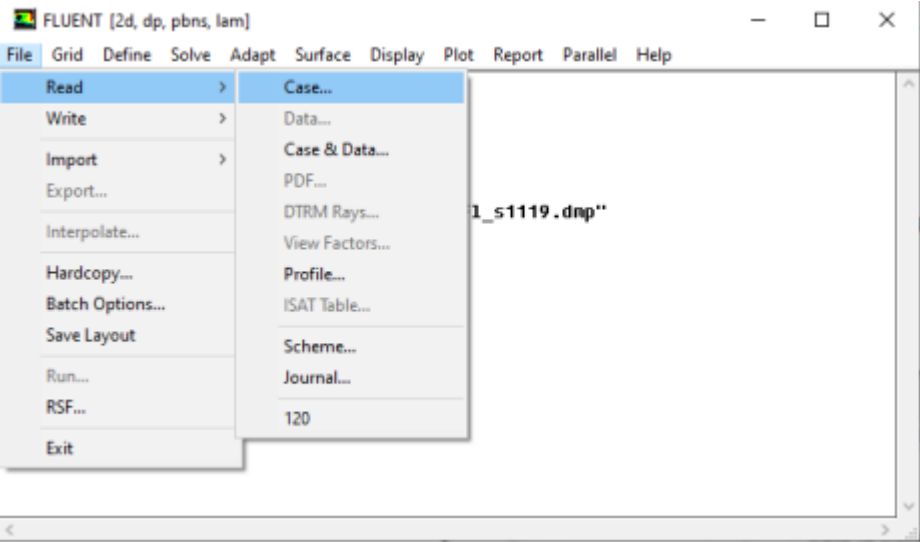 FLUENT [2d, dp, pbns, lam]
File Grid Define Solve Adapt Surface Display Plot Report Parallel Help
Read
Write
Import
Export...
Interpolate...
Hardcopy...
Batch Options...
Save Layout
Run...
RSF...
Exit
Case...
Data...
Case & Data...
PDF...
DTRM Rays...
View Factors...
Profile...
ISAT Table...
Scheme...
Journal...
120
l_s1119.dmp"